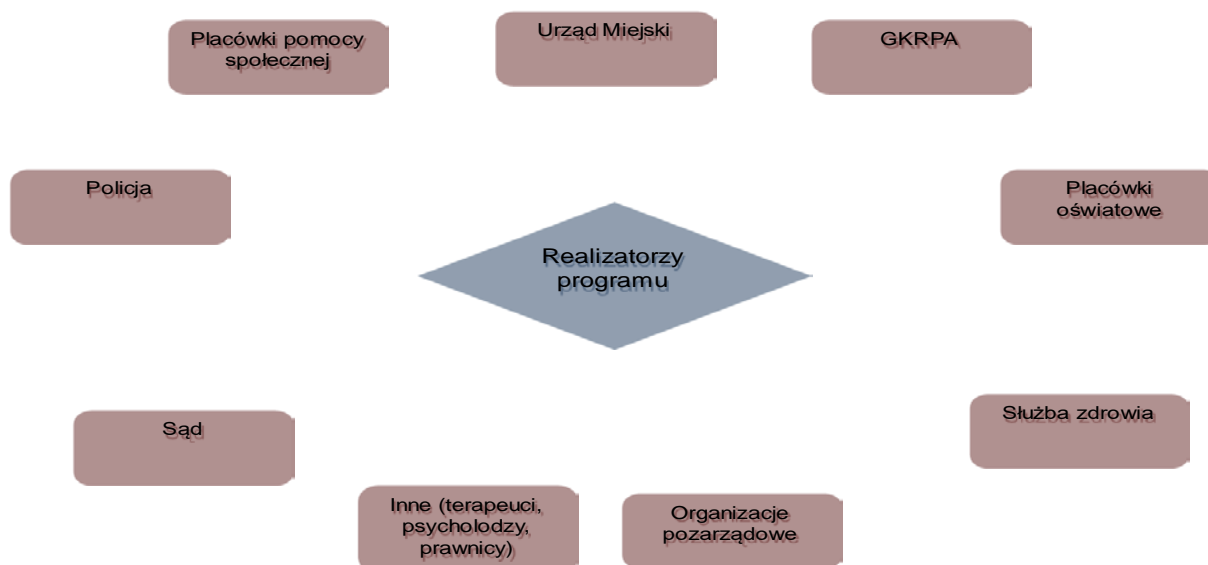 Placówki pomocy
społecznej
Urząd Miejski
GKRPA
Policja
Placówki
oświatowe
Realizatorzy
programu
Sąd
Służba zdrowia
Inne (terapeuci,
psycholodzy,
prawnicy)
Organizacje
pozarządowe